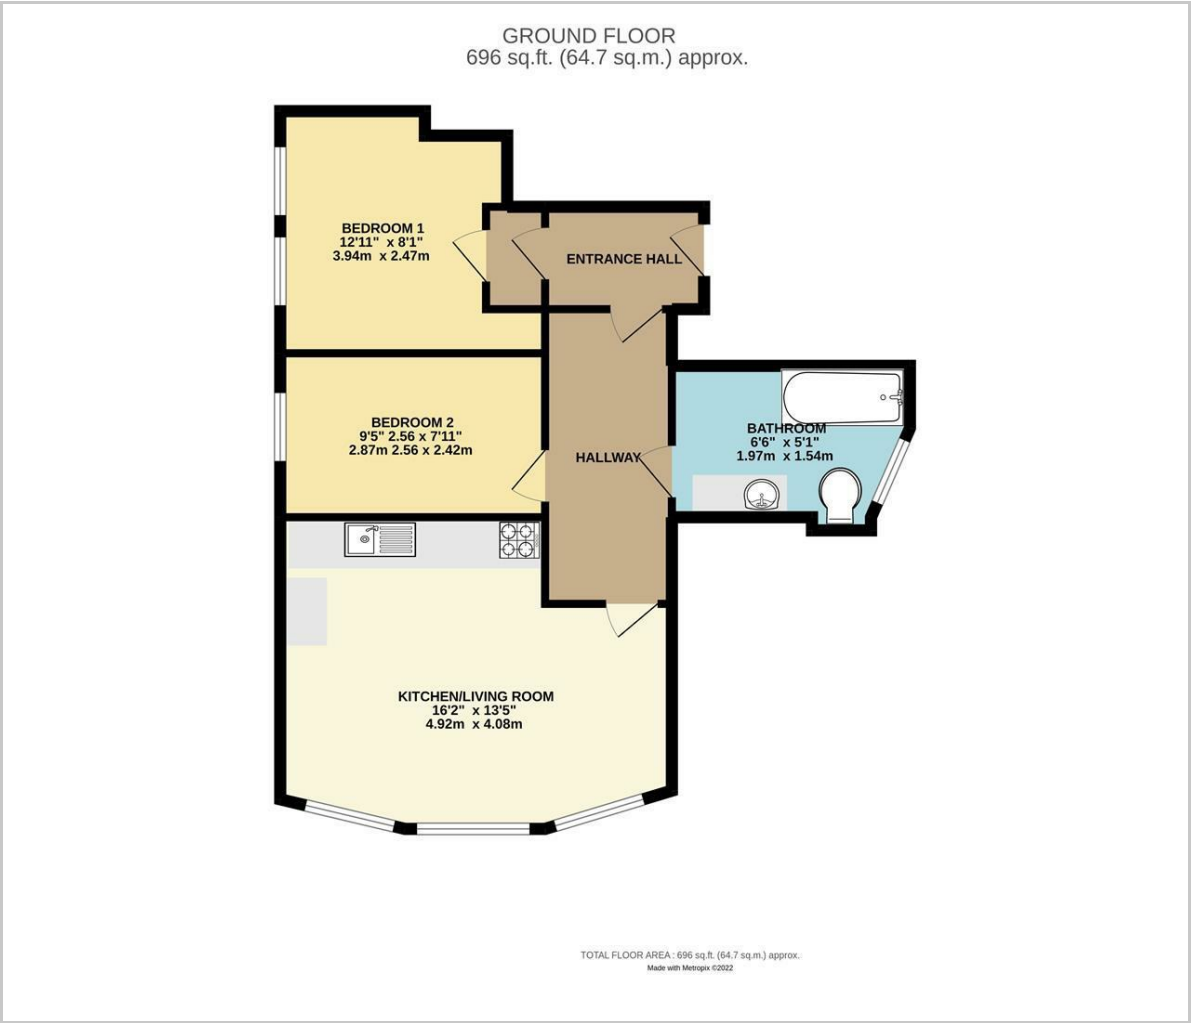 GROUND FLOOR
696 sq.ft. (64.7 sq.m.) approx.
BEDROOM 1
12'11" x 8'1"
3.94m x 2.47m
ENTRANCE HALL
BEDROOM 2
9'5" 2.56 x 7'11"
2.87m 2.56 x 2.42m
HALLWAY
BATHROOM
6'6" x 5'1"
1.97m x 1.54m
KITCHEN/LIVING ROOM
16'2" x 13'5"
4.92m x 4.08m
TOTAL FLOOR AREA : 696 sq.ft. (64.7 sq.m.) approx.
Made with Metropix ©2022